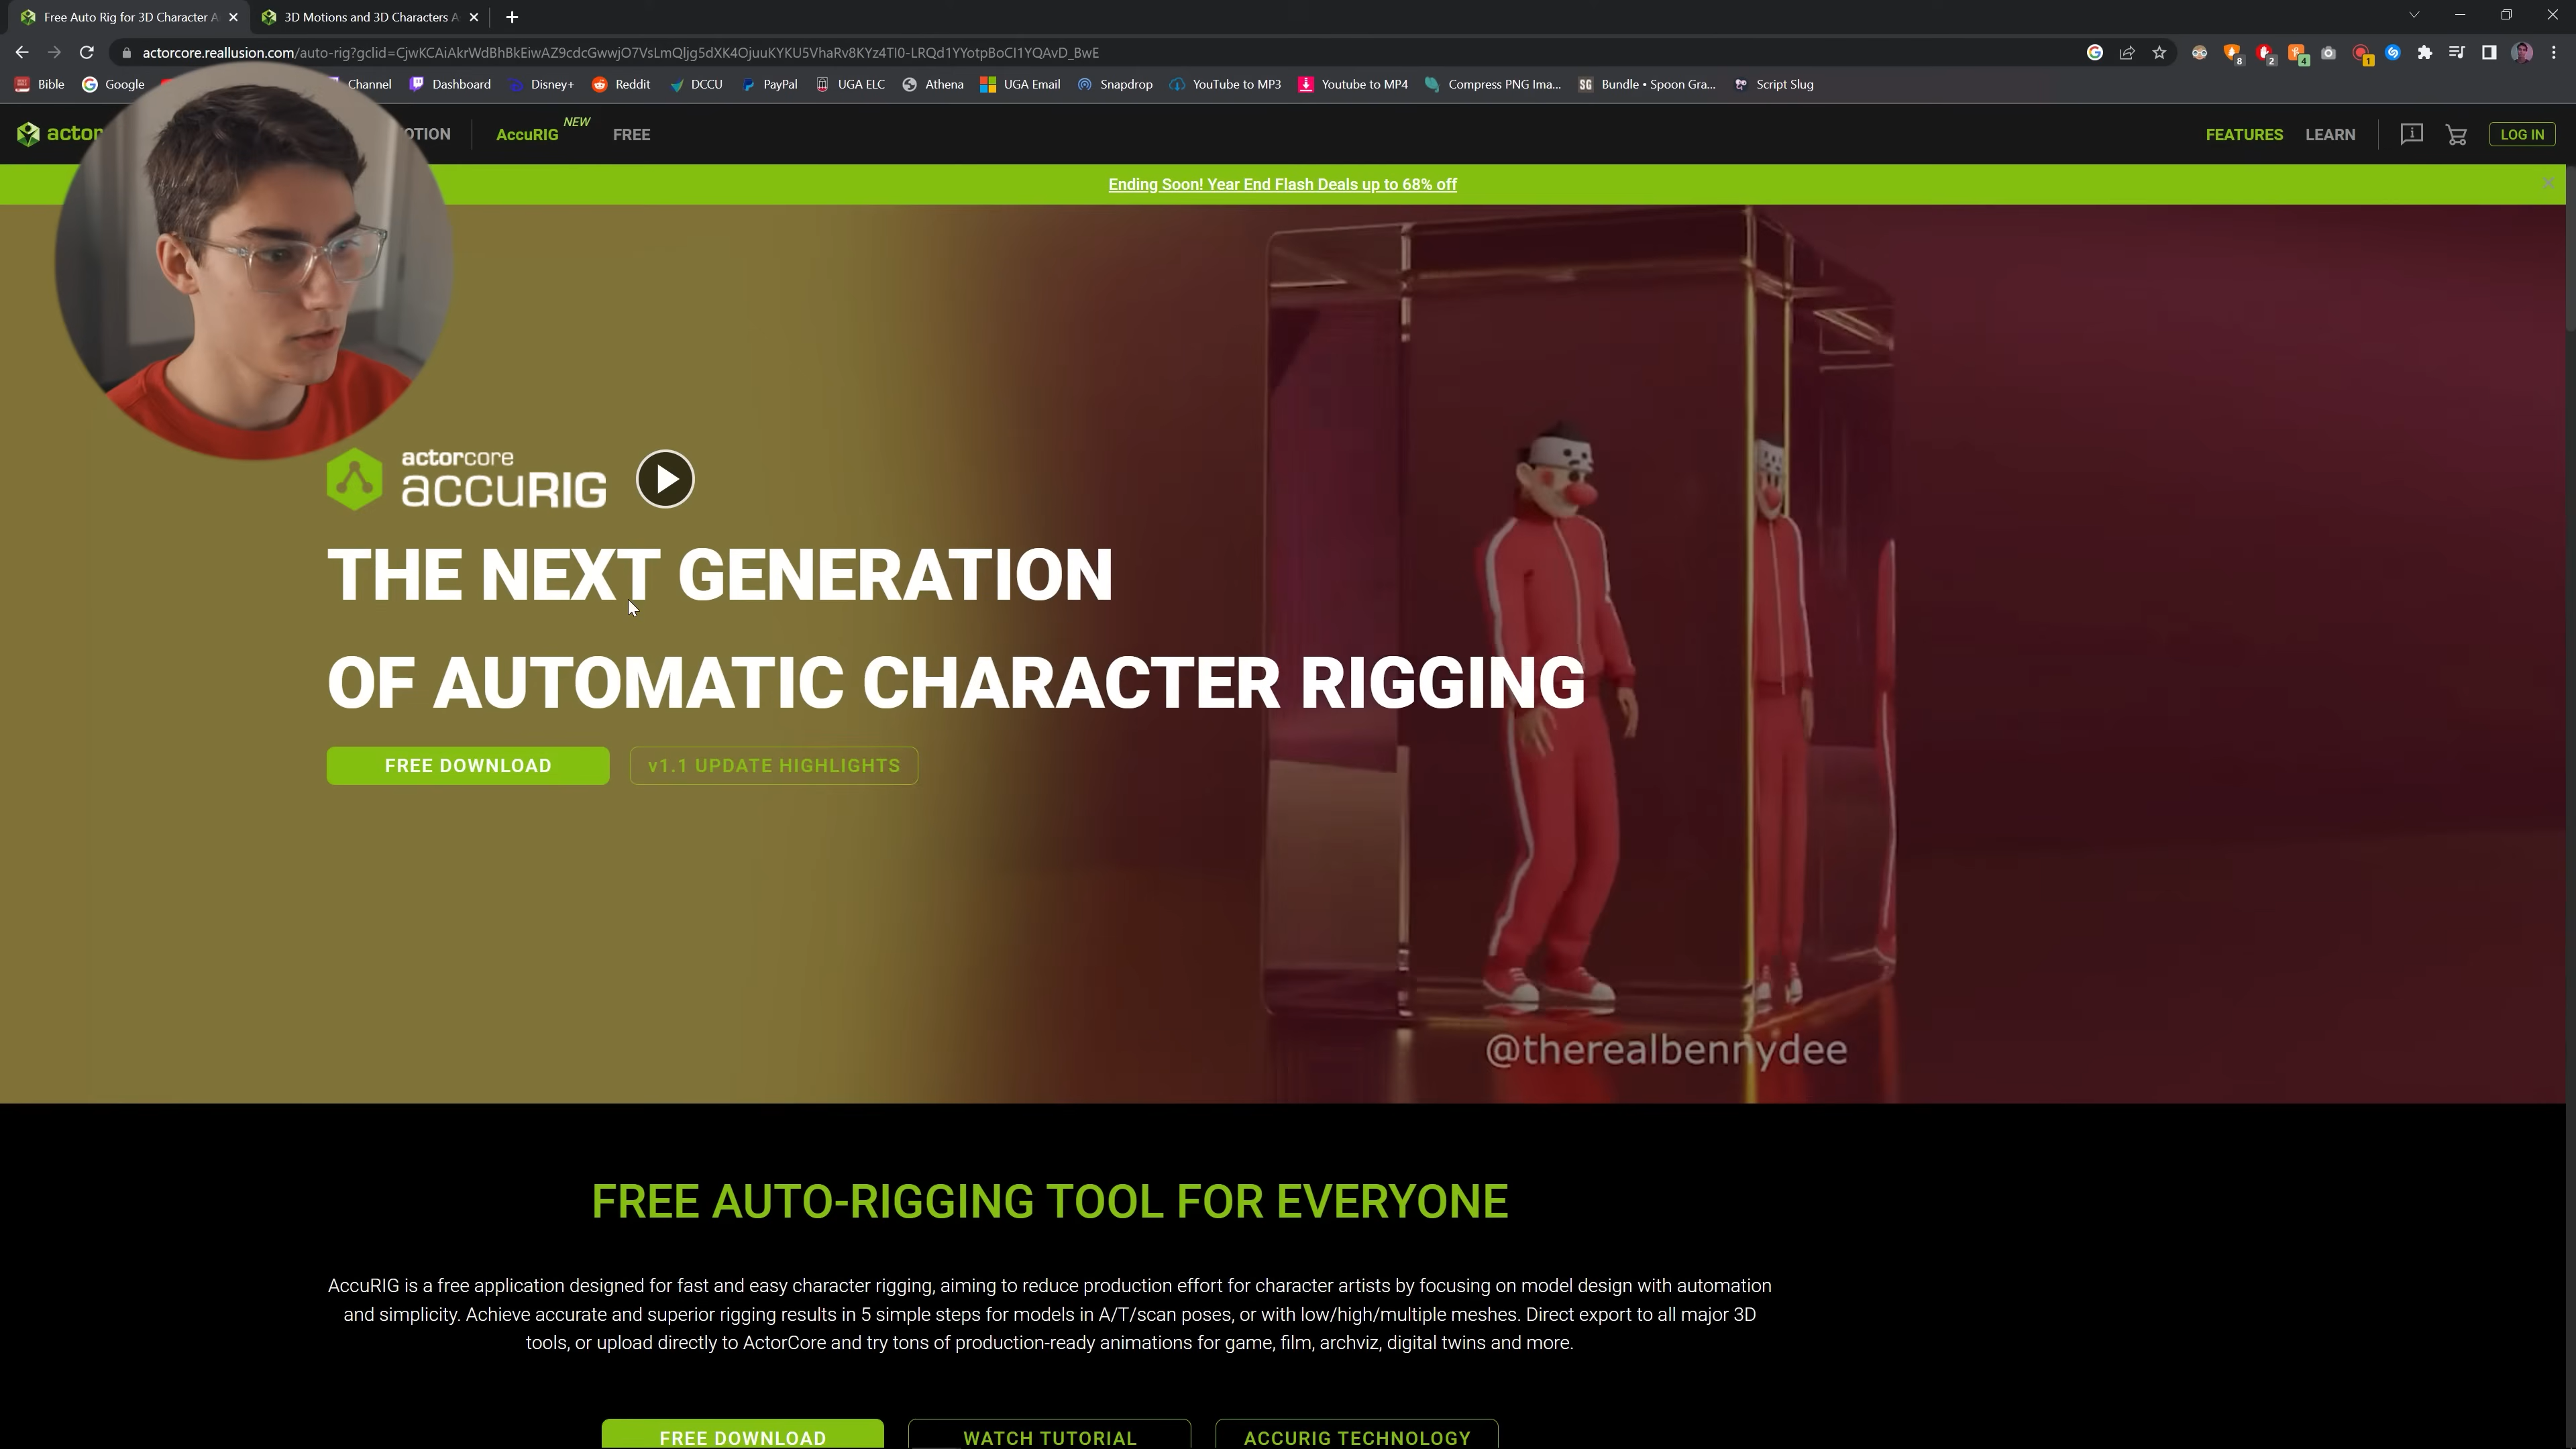 Free Auto Rig for 3D Character A
3D Motions and 3D Characters A
actorcore.reallusion.com/auto-rig?gclid=CjwKCAiAkrWdBhBkEiwAZ9cdcGwwjO7VsLmQljg5dXK4OjuuKYKU5VhaRv8KYz4TI0-LRQd1YYotpBoCI1YQAvD_BwE
8 2 4 1
Bible Google Channel Dashboard Disney+ Reddit DCCU PayPal UGA ELC Athena UGA Email Snapdrop YouTube to MP3 Youtube to MP4 Compress PNG Ima... SG Bundle • Spoon Gra... Script Slug
actor OTION AccuRIG NEW FREE FEATURES LEARN LOG IN
Ending Soon! Year End Flash Deals up to 68% off
actorcore
accuRIG
THE NEXT GENERATION
OF AUTOMATIC CHARACTER RIGGING
FREE DOWNLOAD v1.1 UPDATE HIGHLIGHTS
@therealbennydee
FREE AUTO-RIGGING TOOL FOR EVERYONE
AccuRIG is a free application designed for fast and easy character rigging, aiming to reduce production effort for character artists by focusing on model design with automation
and simplicity. Achieve accurate and superior rigging results in 5 simple steps for models in A/T/scan poses, or with low/high/multiple meshes. Direct export to all major 3D
tools, or upload directly to ActorCore and try tons of production-ready animations for game, film, archviz, digital twins and more.
FREE DOWNLOAD WATCH TUTORIAL ACCURIG TECHNOLOGY